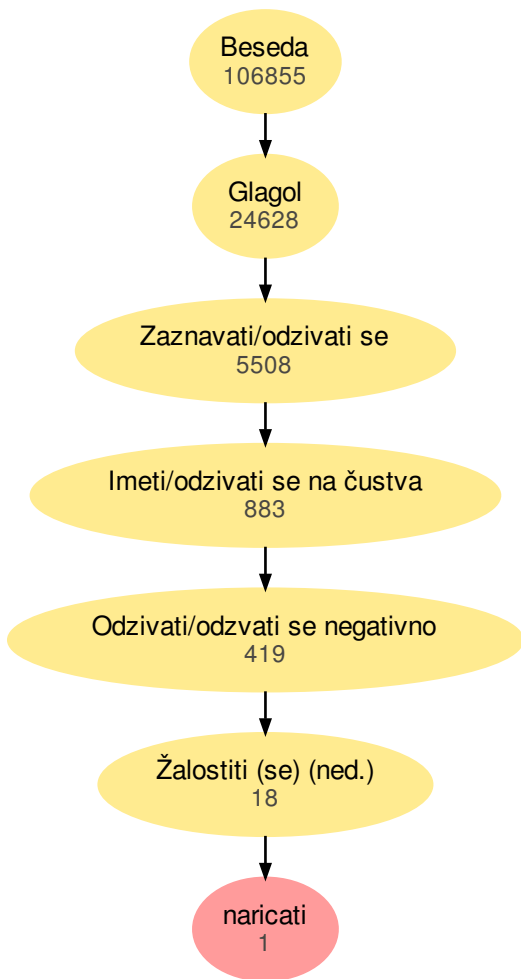 Beseda
106855
Glagol
24628
Zaznavati/odzivati se
5508
Imeti/odzivati se na čustva
883
Odzivati/odzvati se negativno
419
Žalostiti (se) (ned.)
18
naricati
1